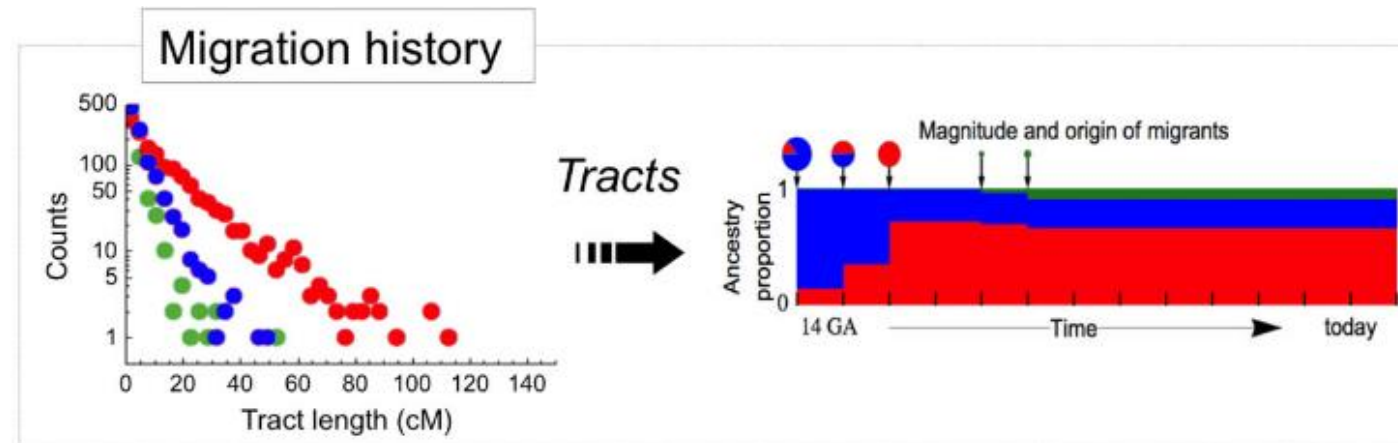 Migration history
500
100
50
10
5
1
Counts
0 20 40 60 80 100 120 140
Tract length (cM)
Tracts
Magnitude and origin of migrants
1
0
Ancestry
proportion
14 GA
Time
today